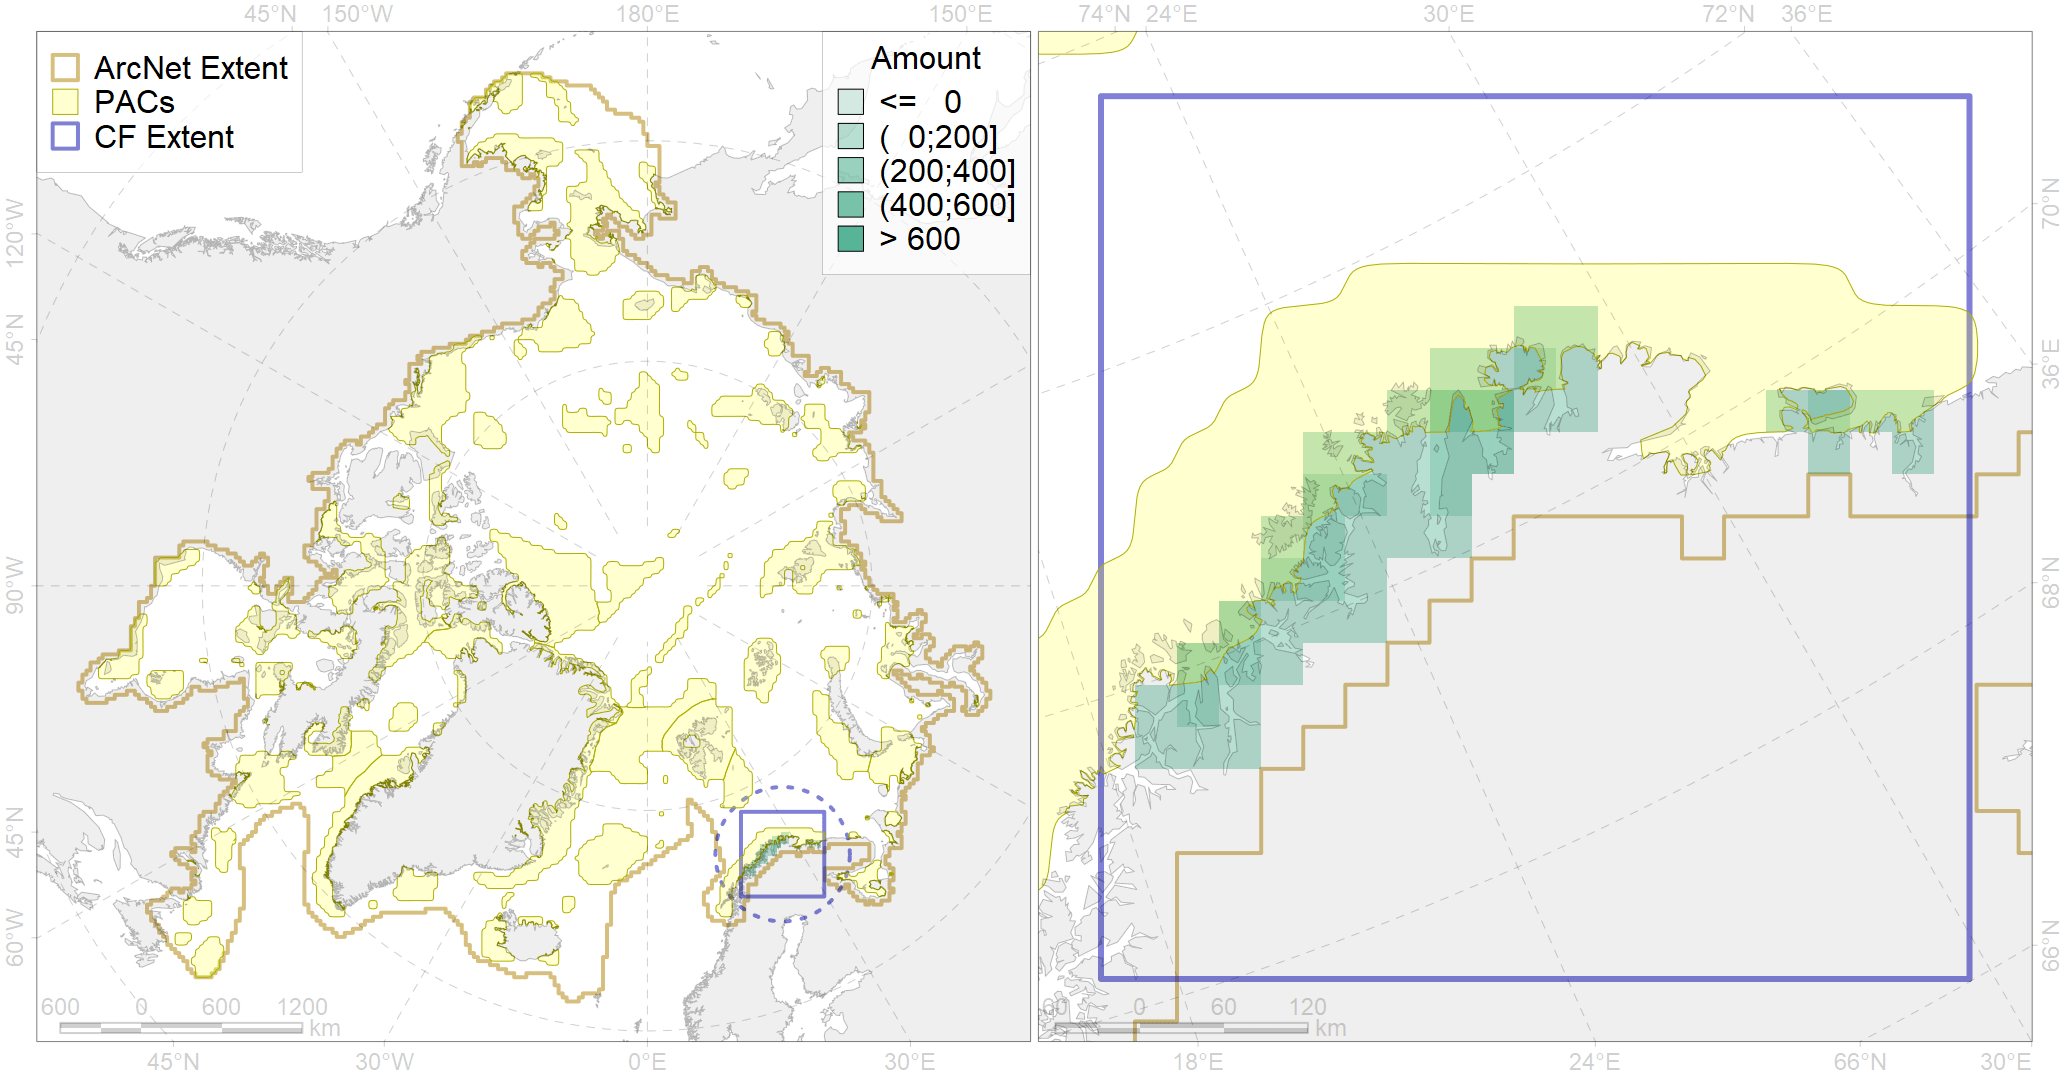 45°N 150°W 180°E 150°E 74°N 24°E 30°E 72°N 36°E
ArcNet Extent
PACs
CF Extent
Amount
<= 0
( 0;200]
(200;400]
(400;600]
> 600
120°W
45°N
90°W
45°N
60°W
70°N
36°E
68°N
66°N
600 0 600 1200
km
60 0 60 120
km
45°N 30°W 0°E 30°E 18°E 24°E 66°N 30°E